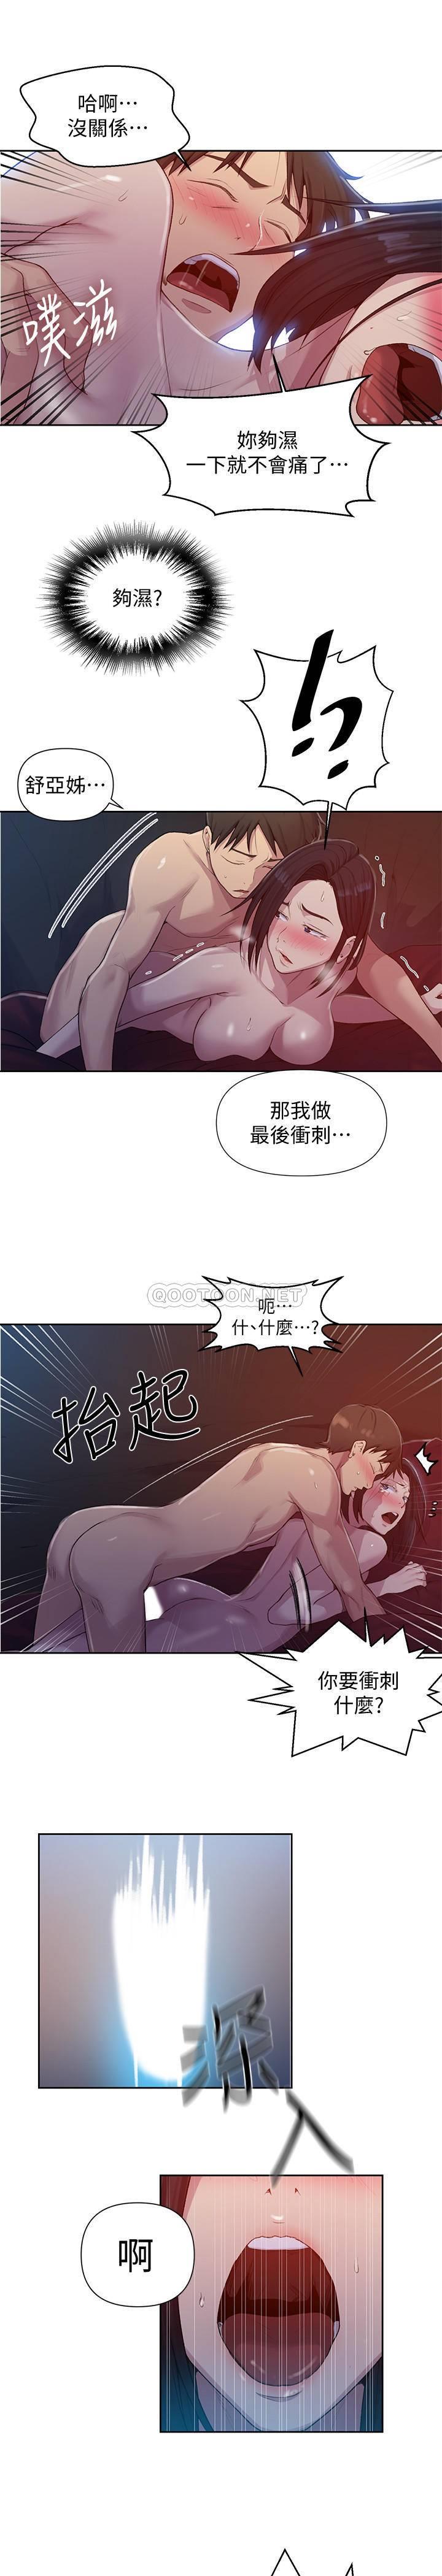 哈啊…
沒關係…
噗滋
妳夠濕
一下就不會痛了…
夠濕?
!?
舒亞姊…
那我做
最後衝刺…
QOOTOON.NET
呃…
什、什麼…?
抬起
你要衝刺
什麼?
深入
啊